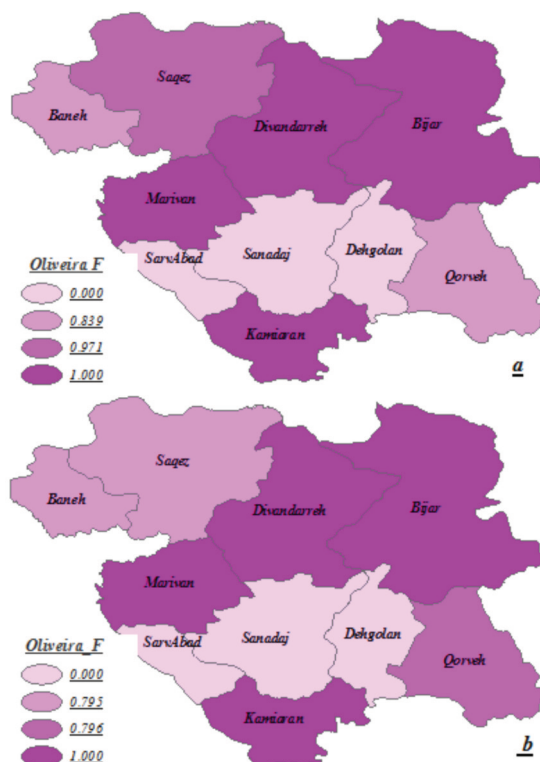 Saqez
Baneh
Divandarreh
Bijar
Marivan
SarvAbad
Sanadaj
Dehgolan
Qorveh
Kamiaran
Oliveira F
0.000
0.839
0.971
1.000
a
Saqez
Baneh
Divandarreh
Bijar
Marivan
SarvAbad
Sanadaj
Dehgolan
Qorveh
Kamiaran
Oliveira_F
0.000
0.795
0.796
1.000
b